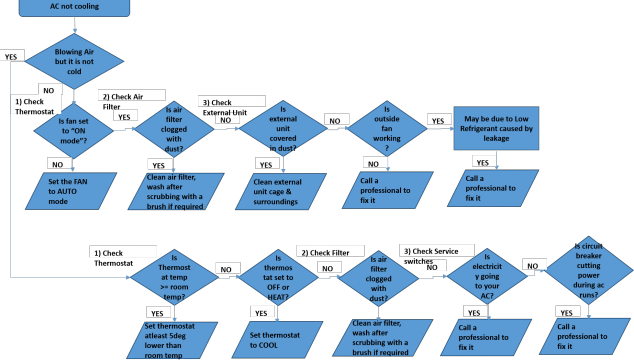 AC not cooling
YES
Blowing Air
but it is not
cold
NO
1) Check
Thermostat
2) Check Air
Filter
YES
3) Check
External Unit
NO
Is fan set
to "ON
mode"?
Is air
filter
clogged
with
dust?
Is
external
unit
covered
in dust?
NO
Is
outside
fan
working
?
YES
May be due to Low
Refrigerant caused by
leakage
NO
YES
YES
NO
YES
Set the FAN
to AUTO
mode
Clean air filter,
wash after
scrubbing with a
brush if required
Clean external
unit cage &
surroundings
Call a
professional to
fix it
Call a
professional to
fix it
1) Check
Thermostat
Is
Thermost
at temp
>= room
temp?
NO
Is
thermos
tat set to
OFF or
HEAT?
2) Check Filter
NO
Is air
filter
clogged
with
dust?
3) Check Service
switches
NO
Is
electricit
y going
to your
AC?
NO
Is circuit
breaker
cutting
power
during ac
runs?
YES
YES
YES
YES
YES
Set thermostat
atleast 5deg
lower than
room temp
Set thermostat
to COOL
Clean air filter,
wash after
scrubbing with a
brush if required
Call a
professional to
fix it
Call a
professional to
fix it